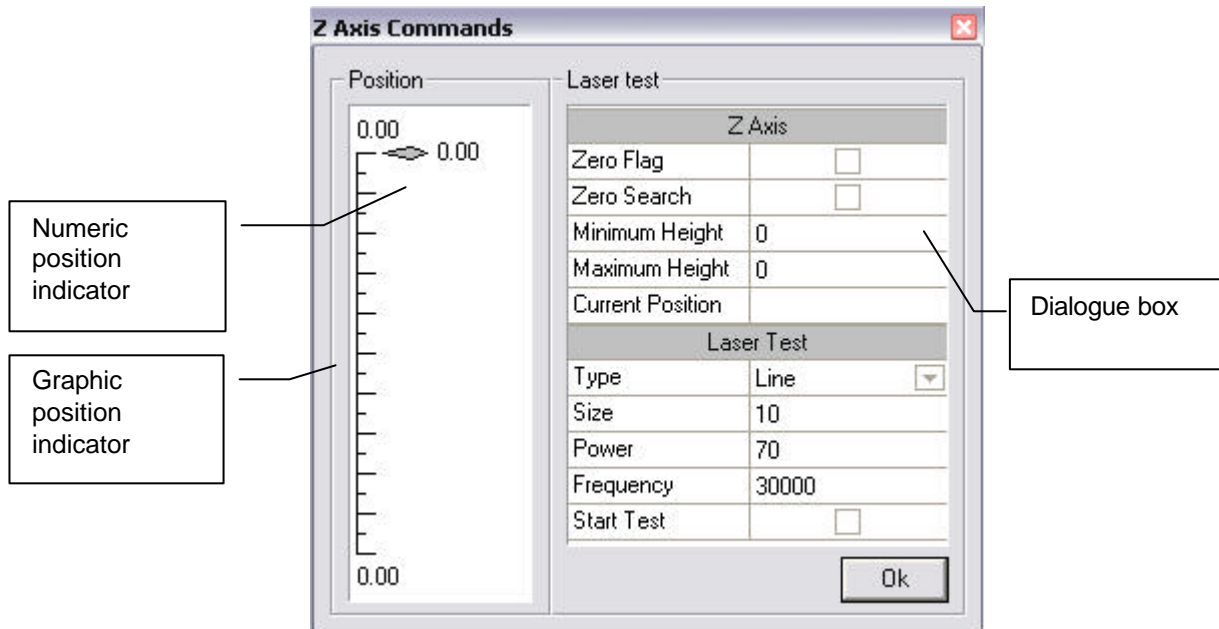 Z Axis Commands
Position
0.00
0.00
0.00
Laser test
Z Axis
Zero Flag
Zero Search
Minimum Height 0
Maximum Height 0
Current Position
Laser Test
Type Line
Size 10
Power 70
Frequency 30000
Start Test
Ok
Numeric
position
indicator
Graphic
position
indicator
Dialogue box